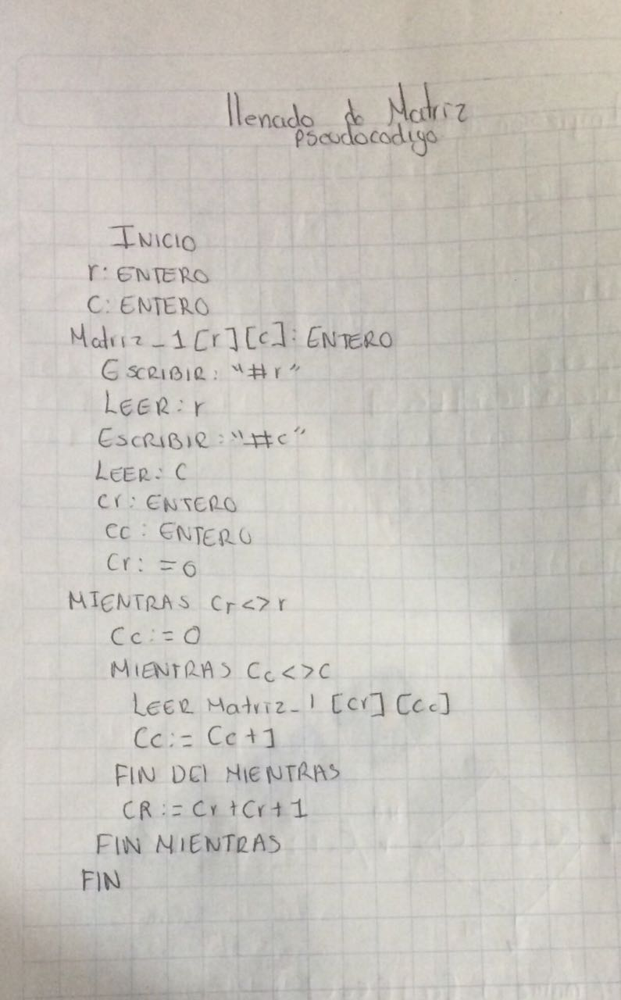 llenado de Matriz
pseudocodigo
INICIO
r: ENTERO
C: ENTERO
Matriz_1[r][c]: ENTERO
ESCRIBIR: "#r"
LEER: r
ESCRIBIR: "#c"
LEER: C
cr: ENTERO
cc: ENTERO
Cr:=0
MIENTRAS Cr<>r
Cc:=0
MIENTRAS Cc<>C
LEER Matriz_1 [cr] [Cc]
Cc:= Cc+1
FIN DEl MIENTRAS
CR:= Cr+Cr+1
FIN MIENTRAS
FIN